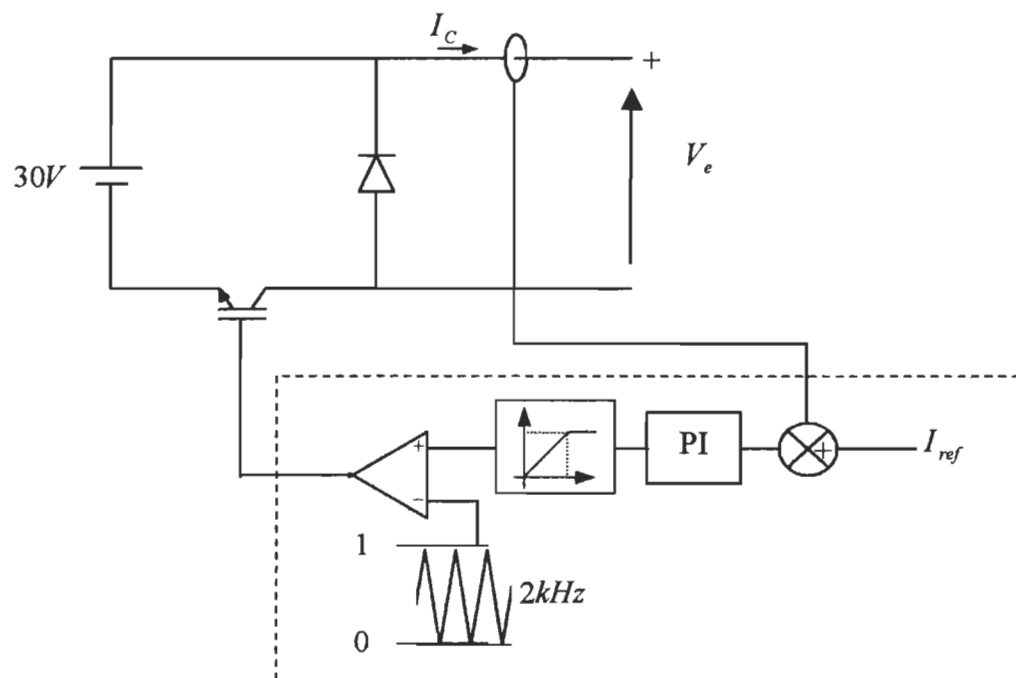 I_C
+
30V
V_e
+
PI
+
I_ref
−
1
2kHz
0